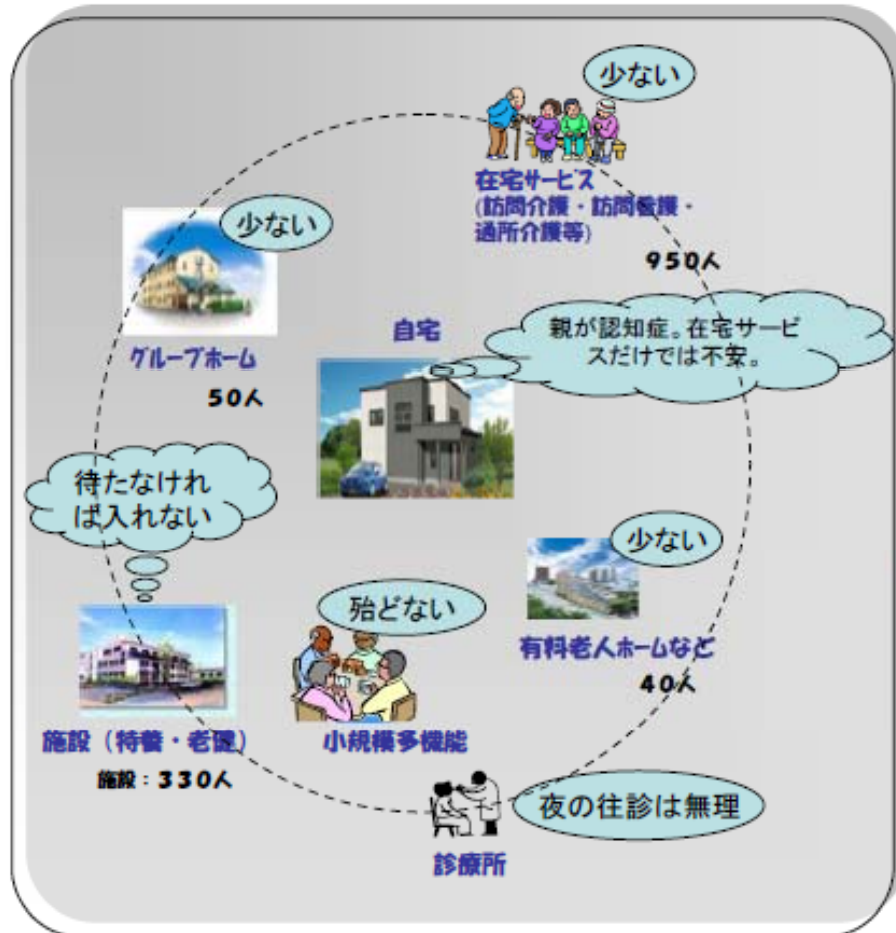 少ない
在宅サービス
(訪問介護・訪問看護・
通所介護等)
950人
少ない
グループホーム
50人
自宅
親が認知症。在宅サービ
スだけでは不安。
待たなけれ
ば入れない
施設（特養・老健）
施設：330人
殆どない
小規模多機能
少ない
有料老人ホームなど
40人
夜の往診は無理
診療所